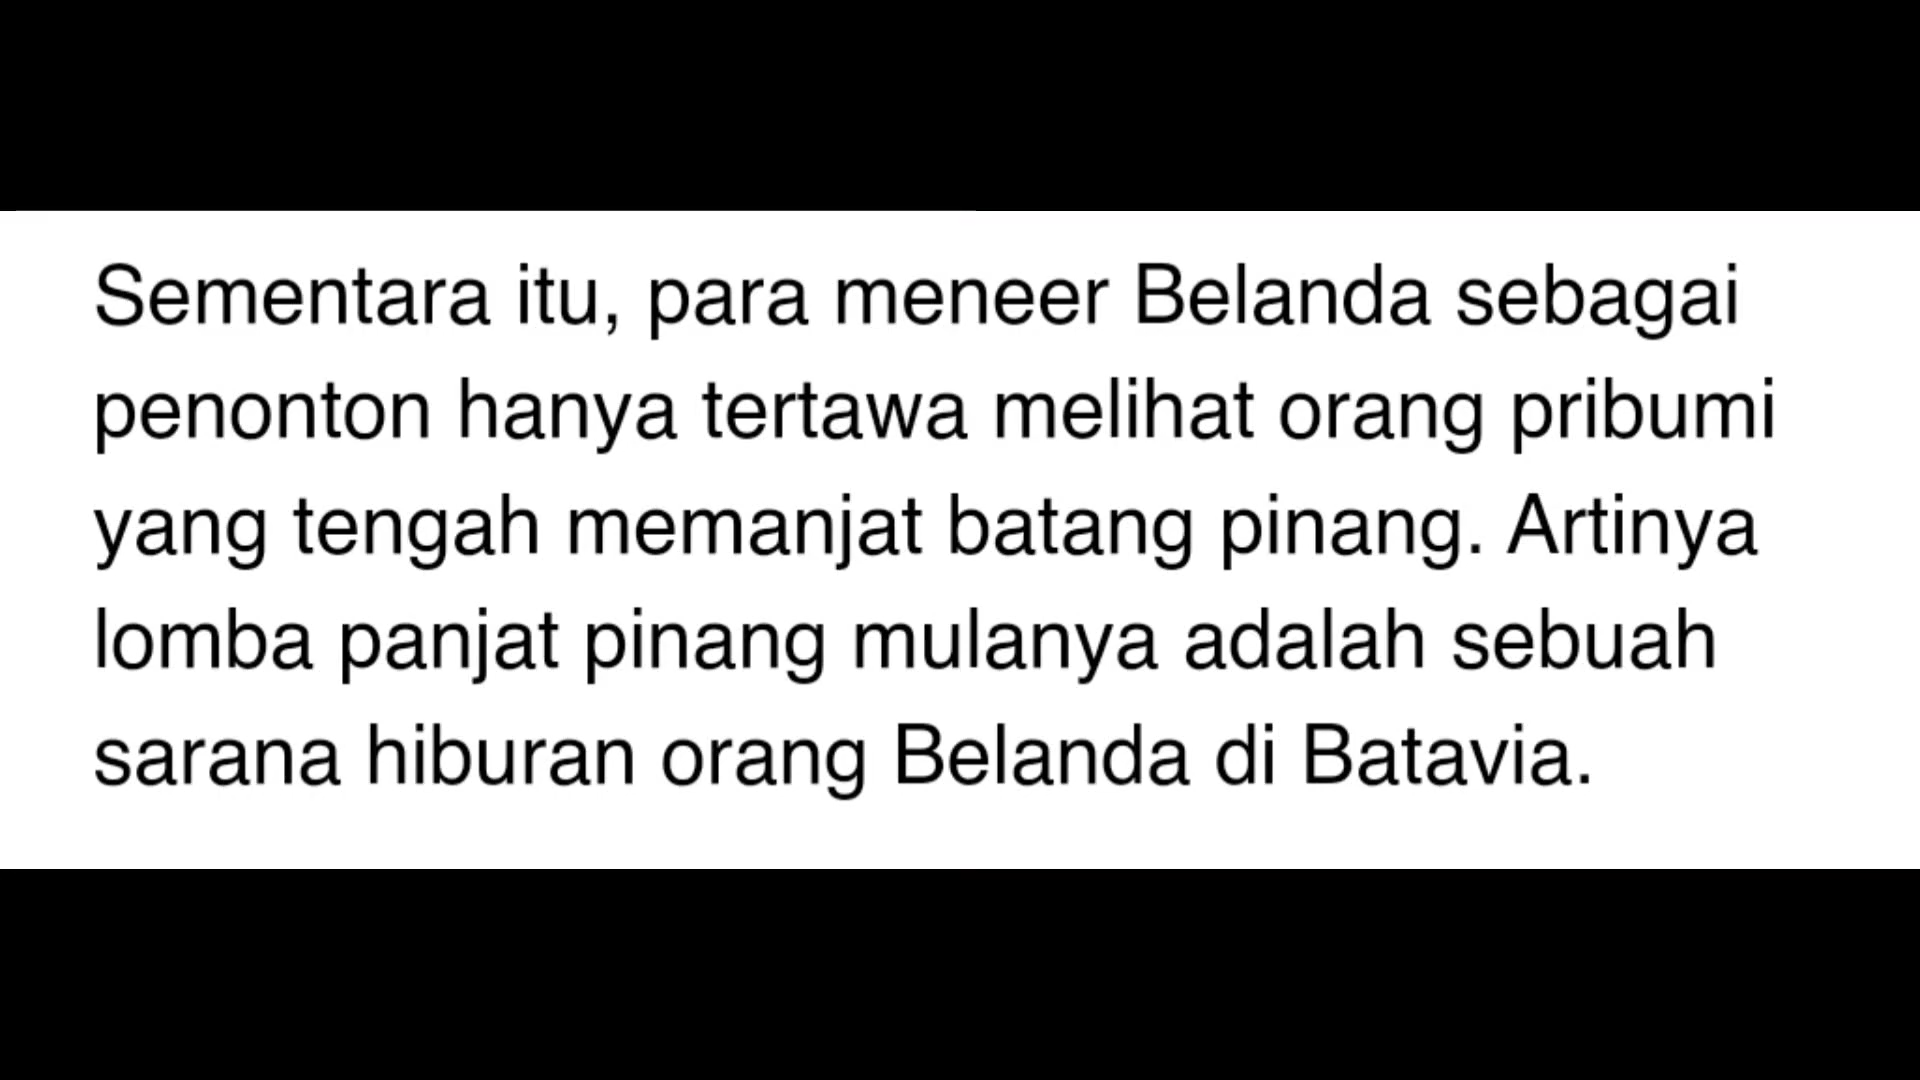 Sementara itu, para meneer Belanda sebagai
penonton hanya tertawa melihat orang pribumi
yang tengah memanjat batang pinang. Artinya
lomba panjat pinang mulanya adalah sebuah
sarana hiburan orang Belanda di Batavia.